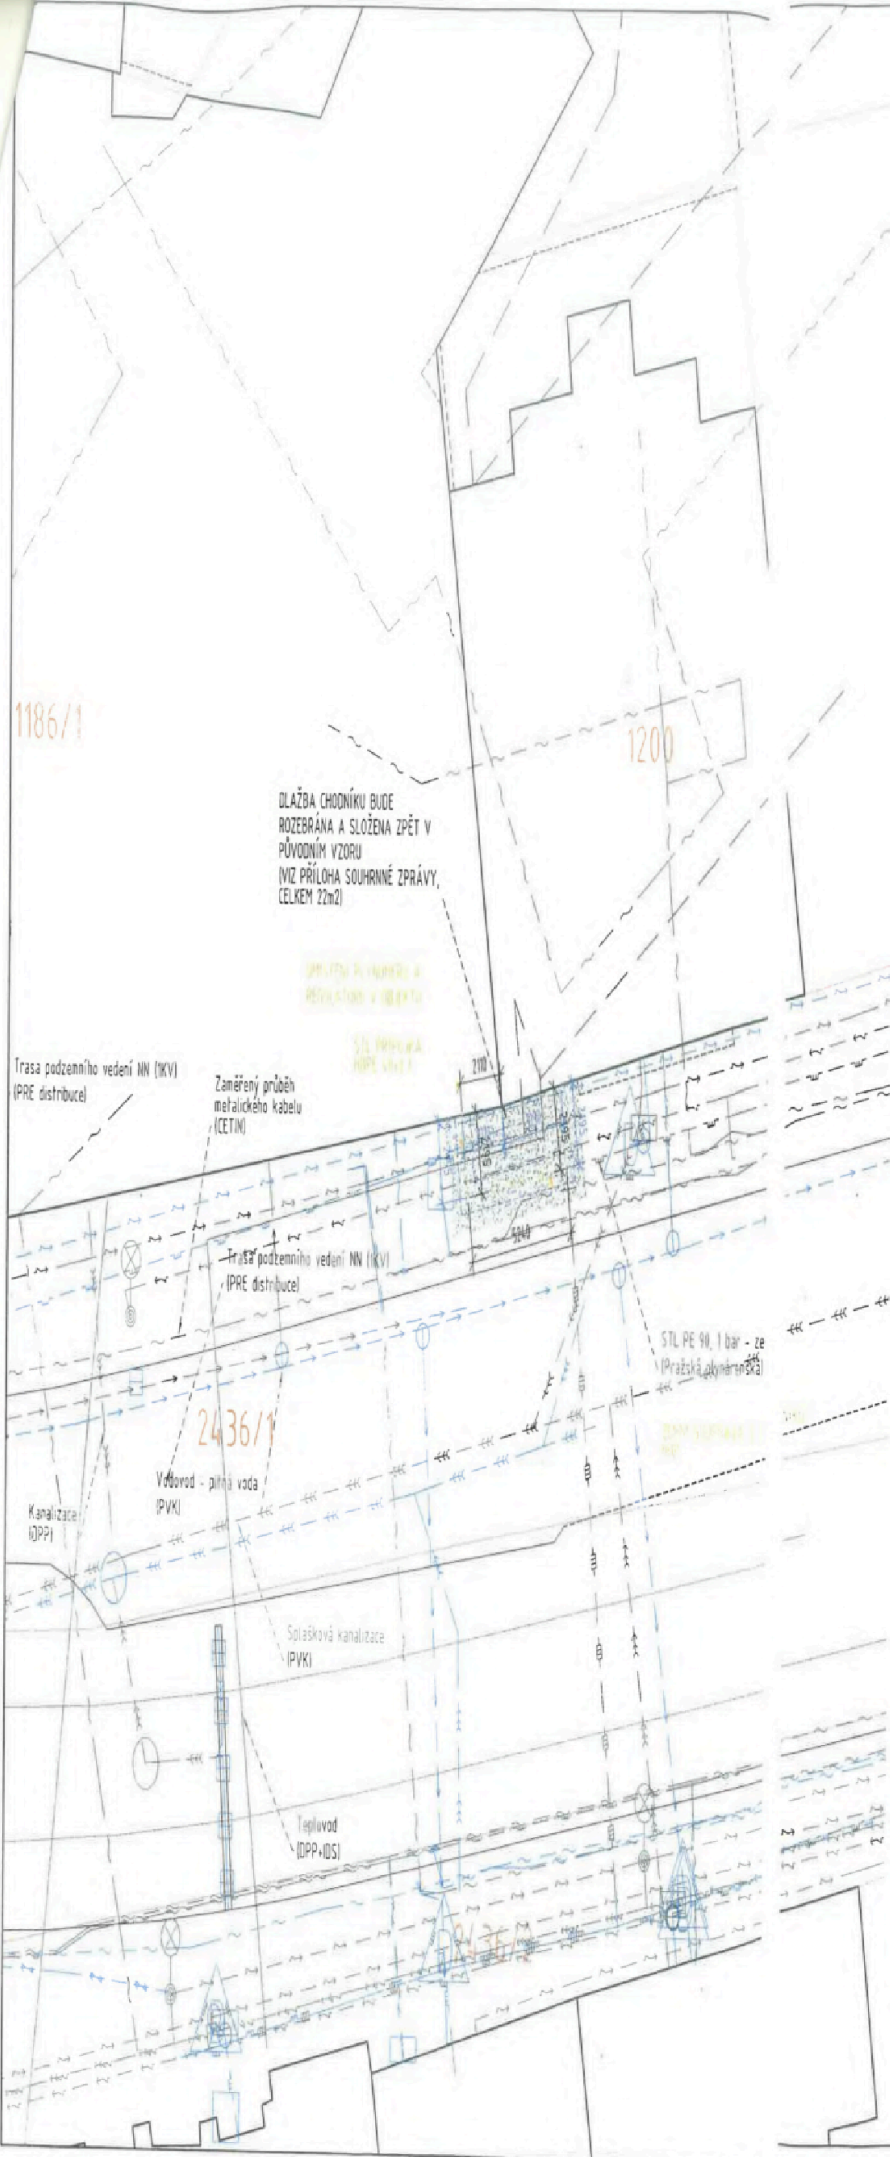 1186/1
1200
DLAŽBA CHODNÍKU BUDE
ROZEBRÁNA A SLOŽENA ZPĚT V
PŮVODNÍM VZORU
(VIZ PŘÍLOHA SOUHRNNÉ ZPRÁVY,
CELKEM 22m2)
2110
Trasa podzemního vedení NN (1KV)
(PRE distribuce)
Zaměřený průběh
metalického kabelu
(CETIN)
Trasa podzemního vedení NN (1KV)
(PRE distribuce)
5240
STL PE 90, 1 bar - ze
(Pražská plynárenská)
2436/1
Vodovod - pitná voda
(PVK)
Kanalizace
(DPP)
Splašková kanalizace
(PVK)
Teplovod
(DPP+IDS)